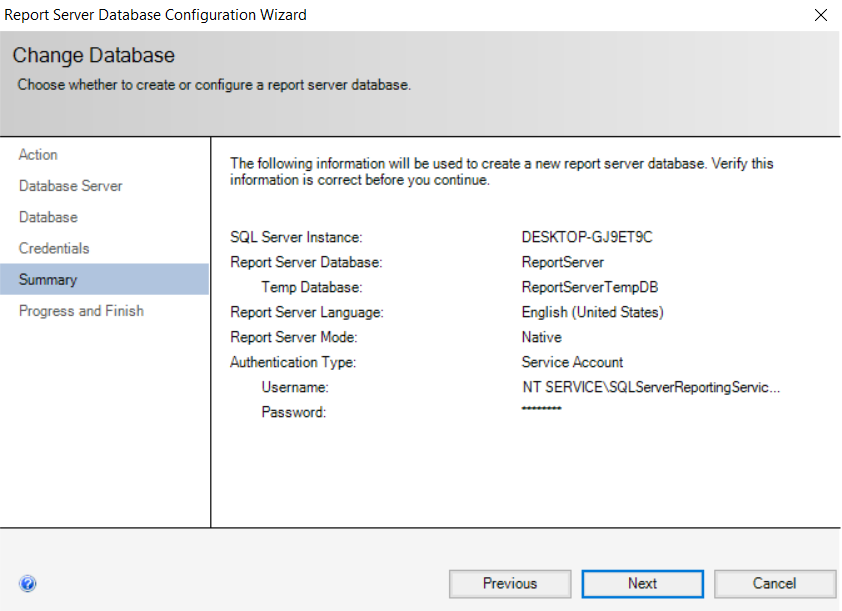 Report Server Database Configuration Wizard
Change Database
Choose whether to create or configure a report server database.
Action
Database Server
Database
Credentials
Summary
Progress and Finish
The following information will be used to create a new report server database. Verify this
information is correct before you continue.
SQL Server Instance: DESKTOP-GJ9ET9C
Report Server Database: ReportServer
Temp Database: ReportServerTempDB
Report Server Language: English (United States)
Report Server Mode: Native
Authentication Type: Service Account
Username: NT SERVICE\SQLServerReportingServic...
Password: ********
Previous Next Cancel